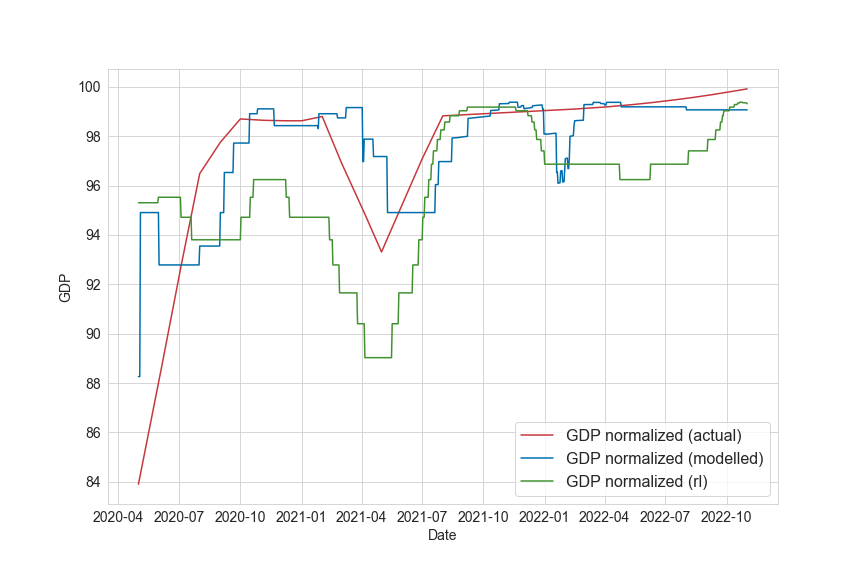 100
98
96
94
92
90
88
86
84
GDP
GDP normalized (actual)
GDP normalized (modelled)
GDP normalized (rl)
2020-04 2020-07 2020-10 2021-01 2021-04 2021-07 2021-10 2022-01 2022-04 2022-07 2022-10
Date